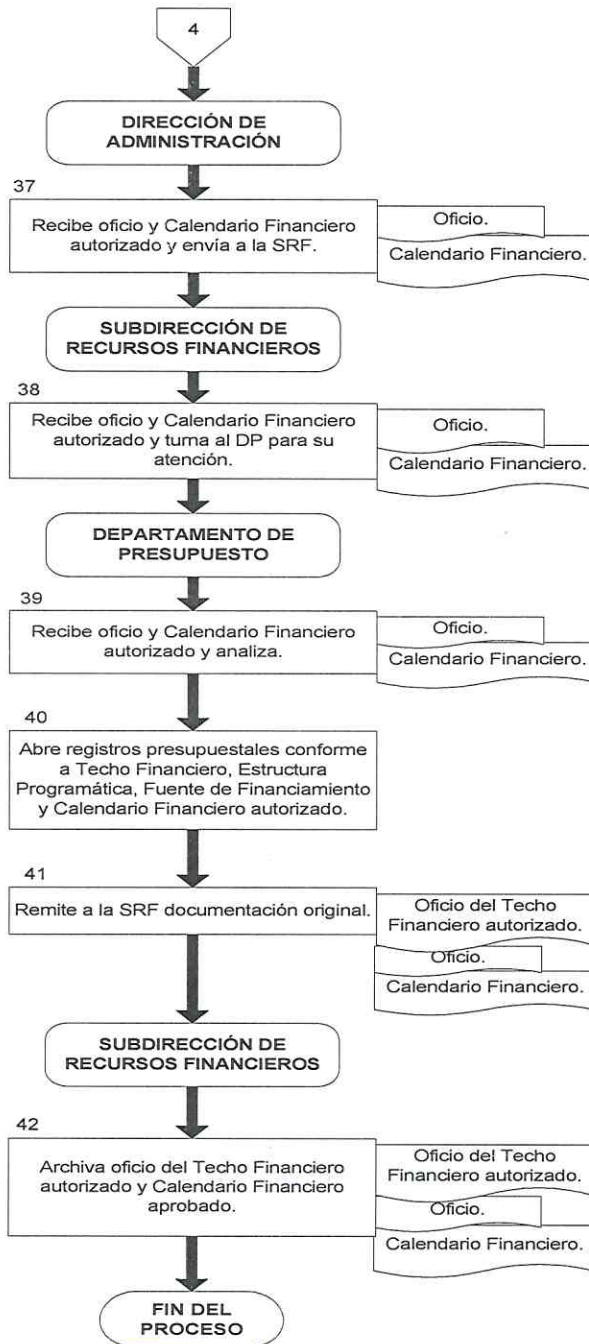 4
DIRECCIÓN DE
ADMINISTRACIÓN
37
Recibe oficio y Calendario Financiero
autorizado y envía a la SRF.
Oficio.
Calendario Financiero.
SUBDIRECCIÓN DE
RECURSOS FINANCIEROS
38
Recibe oficio y Calendario Financiero
autorizado y turna al DP para su
atención.
Oficio.
Calendario Financiero.
DEPARTAMENTO DE
PRESUPUESTO
39
Recibe oficio y Calendario Financiero
autorizado y analiza.
Oficio.
Calendario Financiero.
40
Abre registros presupuestales conforme
a Techo Financiero, Estructura
Programática, Fuente de Financiamiento
y Calendario Financiero autorizado.
41
Remite a la SRF documentación original.
Oficio del Techo
Financiero autorizado.
Oficio.
Calendario Financiero.
SUBDIRECCIÓN DE
RECURSOS FINANCIEROS
42
Archiva oficio del Techo Financiero
autorizado y Calendario Financiero
aprobado.
Oficio del Techo
Financiero autorizado.
Oficio.
Calendario Financiero.
FIN DEL
PROCESO